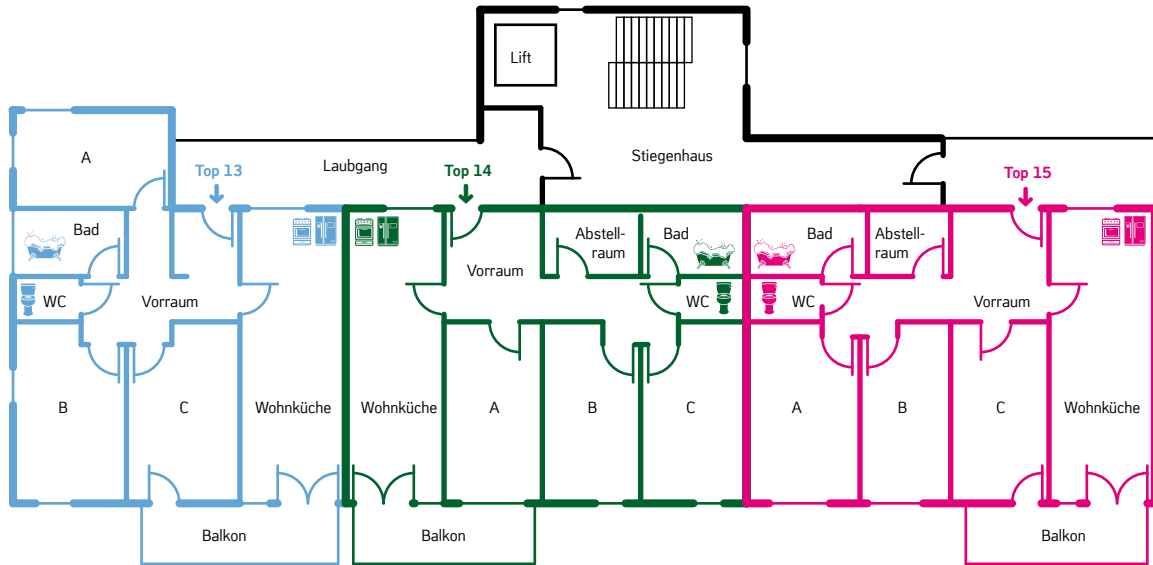 Lift
A
Laubgang
Stiegenhaus
Top 13
Top 14
Top 15
Bad
Abstell-
raum
Bad
Bad
Abstell-
raum
Vorraum
WC
Vorraum
WC
WC
Vorraum
B
C
Wohnküche
Wohnküche
A
B
C
A
B
C
Wohnküche
Balkon
Balkon
Balkon